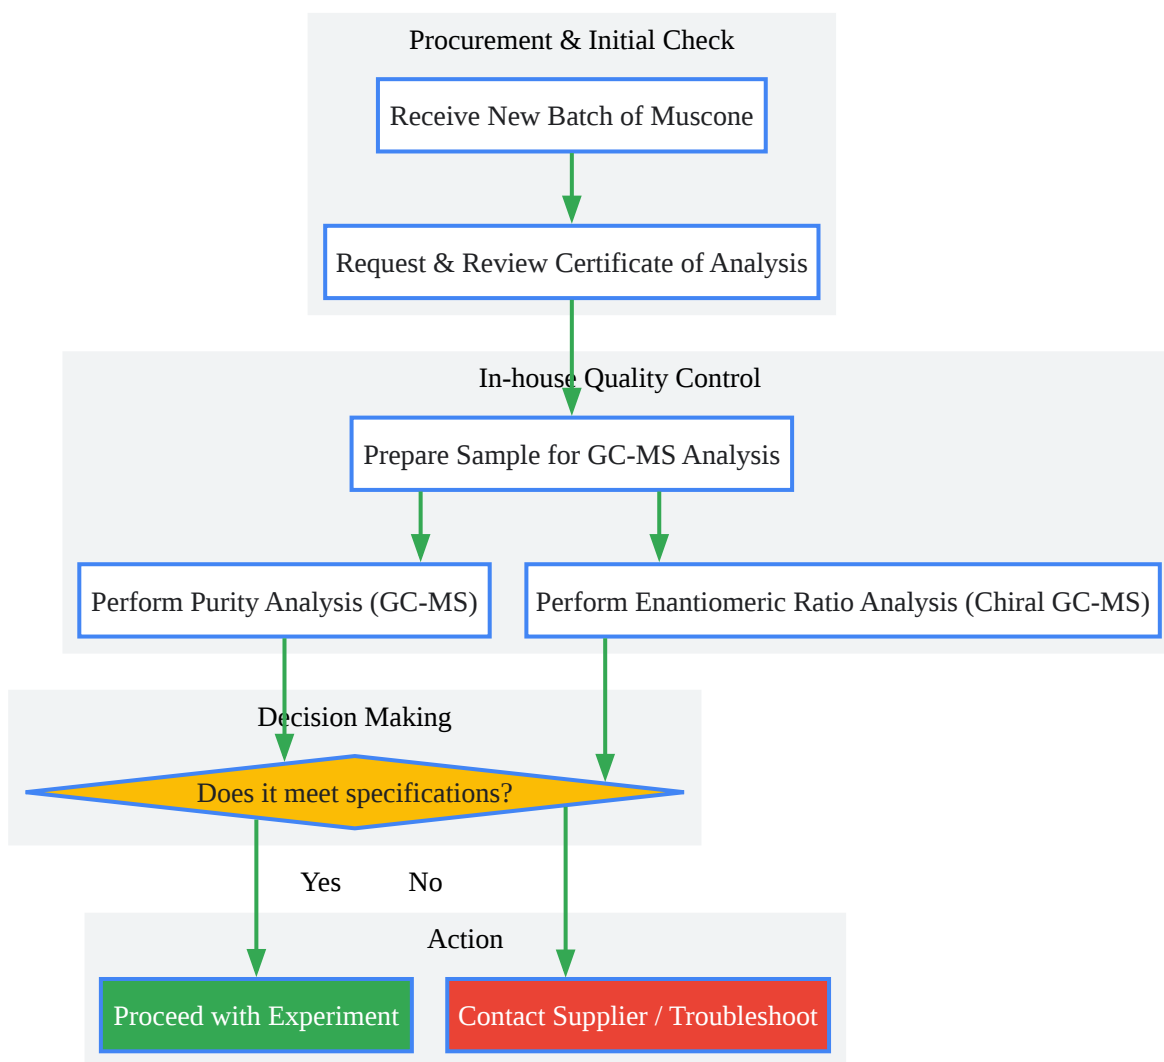 Procurement & Initial Check
Receive New Batch of Muscone
Request & Review Certificate of Analysis
In-house Quality Control
Prepare Sample for GC-MS Analysis
Perform Purity Analysis (GC-MS)
Perform Enantiomeric Ratio Analysis (Chiral GC-MS)
Decision Making
Does it meet specifications?
Yes
No
Action
Proceed with Experiment
Contact Supplier / Troubleshoot